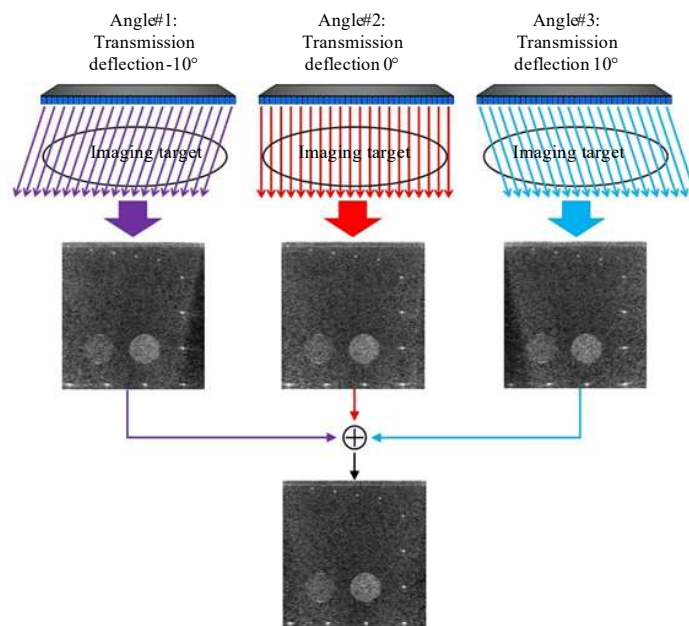 Angle#1:
Transmission
deflection-10°
Angle#2:
Transmission
deflection 0°
Angle#3:
Transmission
deflection 10°
Imaging target
Imaging target
Imaging target